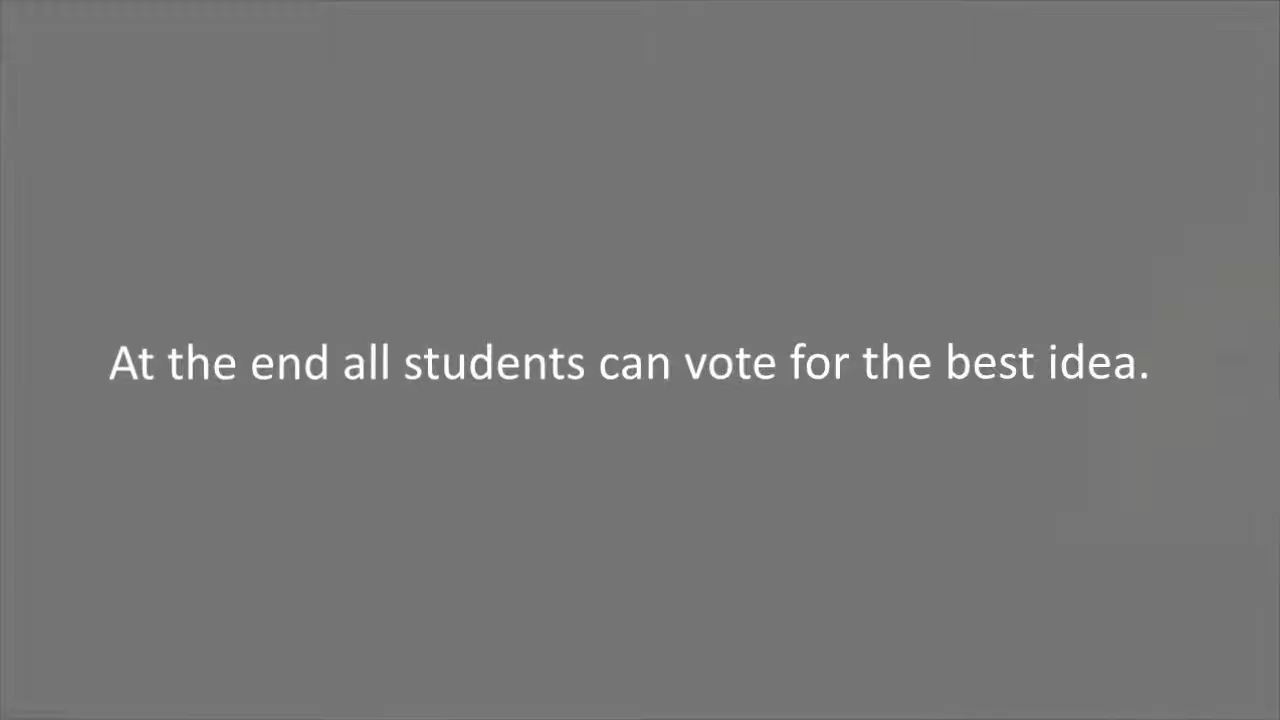 At the end all students can vote for the best idea.